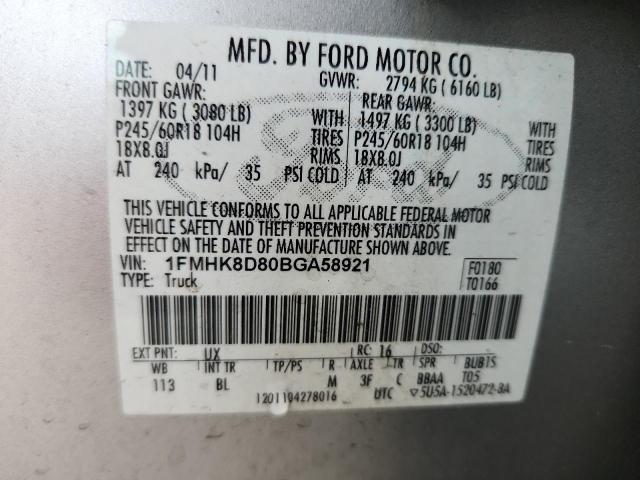 MFD. BY FORD MOTOR CO.
DATE: 04/11 GVWR: 2794 KG ( 6160 LB)
FRONT GAWR: REAR GAWR:
1397 KG ( 3080 LB) WITH 1497 KG ( 3300 LB) WITH
P245/60R18 104H TIRES P245/60R18 104H TIRES
18X8.0J RIMS 18X8.0J RIMS
AT 240 kPa/ 35 PSI COLD AT 240 kPa/ 35 PSI COLD
THIS VEHICLE CONFORMS TO ALL APPLICABLE FEDERAL MOTOR
VEHICLE SAFETY AND THEFT PREVENTION STANDARDS IN
EFFECT ON THE DATE OF MANUFACTURE SHOWN ABOVE.
VIN: 1FMHK8D80BGA58921 F0180
TYPE: Truck T0166
EXT PNT: UX RC: 16 DSO:
WB INT TR TP/PS R AXLE TR SPR BUB1S
113 BL M 3F C BBAA T05
1201104278016 UTC ▽5U5A-1520472-BA